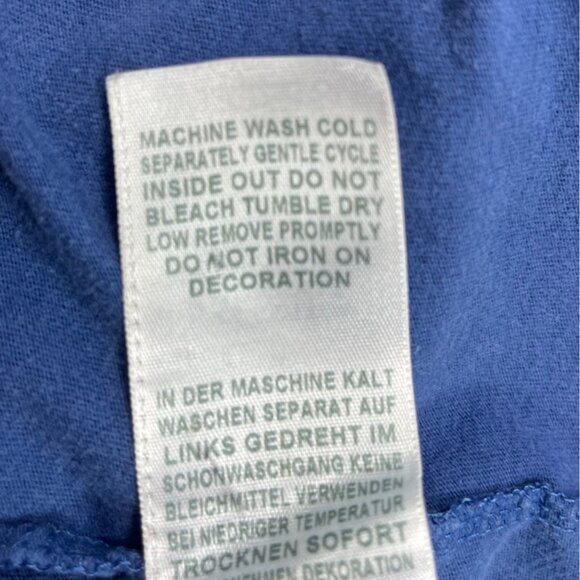 MACHINE WASH COLD
SEPARATELY GENTLE CYCLE
INSIDE OUT DO NOT
BLEACH TUMBLE DRY
LOW REMOVE PROMPTLY
DO NOT IRON ON
DECORATION
IN DER MASCHINE KALT
WASCHEN SEPARAT AUF
LINKS GEDREHT IM
SCHONWASCHGANG KEINE
BLEICHMITTEL VERWENDEN
BEI NIEDRIGER TEMPERATUR
TROCKNEN SOFORT
DEKORATION